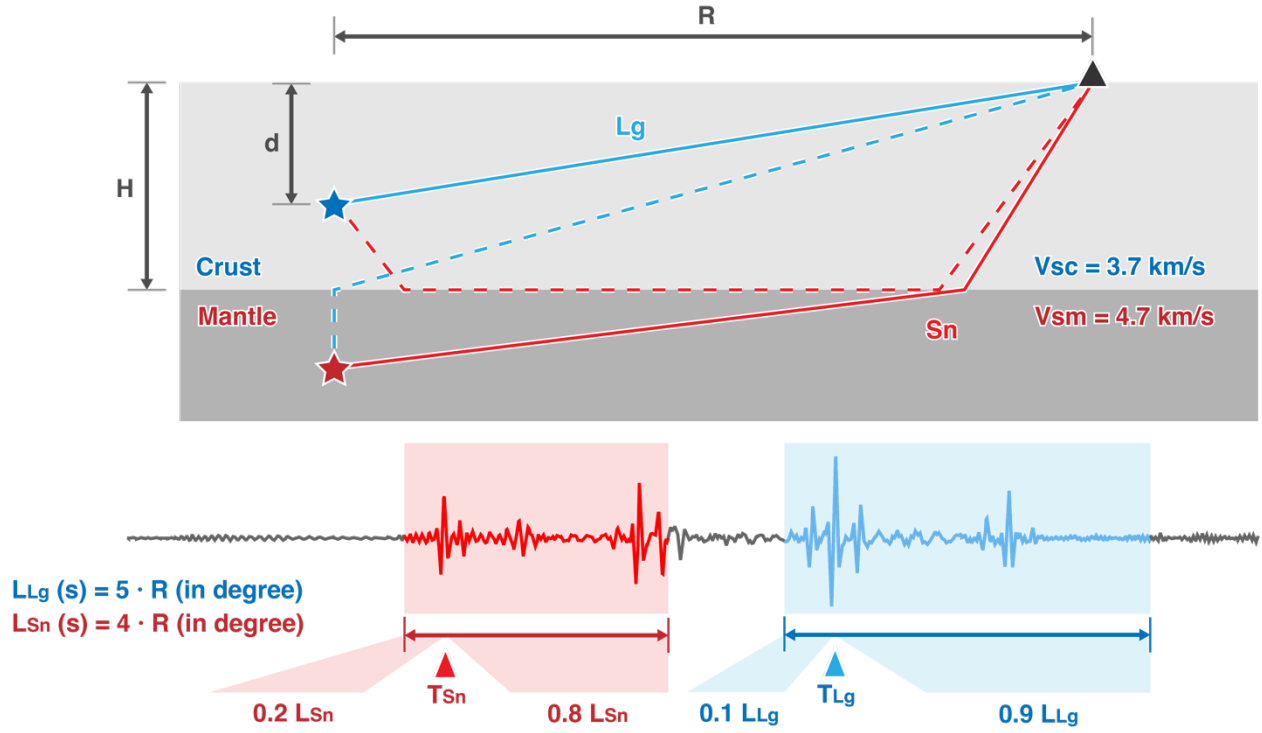 R
d
Lg
H
Crust
Vsc = 3.7 km/s
Mantle
Vsm = 4.7 km/s
Sn
LLg (s) = 5 · R (in degree)
LSn (s) = 4 · R (in degree)
TSn
TLg
0.2 LSn
0.8 LSn
0.1 LLg
0.9 LLg